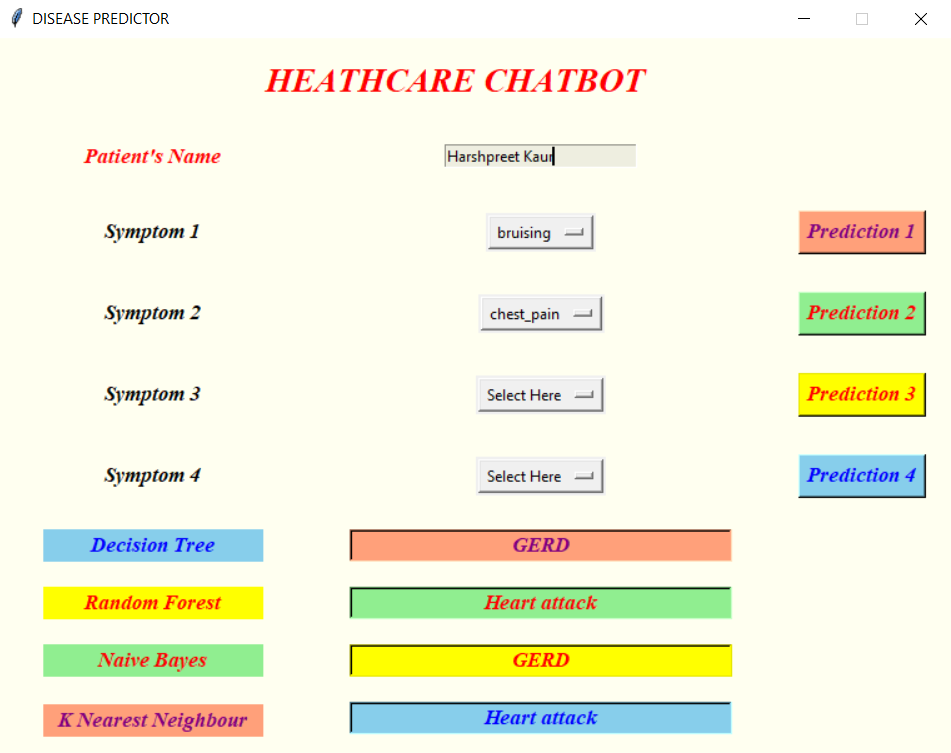 DISEASE PREDICTOR
HEATHCARE CHATBOT
Patient's Name Harshpreet Kaur
Symptom 1 bruising Prediction 1
Symptom 2 chest_pain Prediction 2
Symptom 3 Select Here Prediction 3
Symptom 4 Select Here Prediction 4
Decision Tree GERD
Random Forest Heart attack
Naive Bayes GERD
K Nearest Neighbour Heart attack